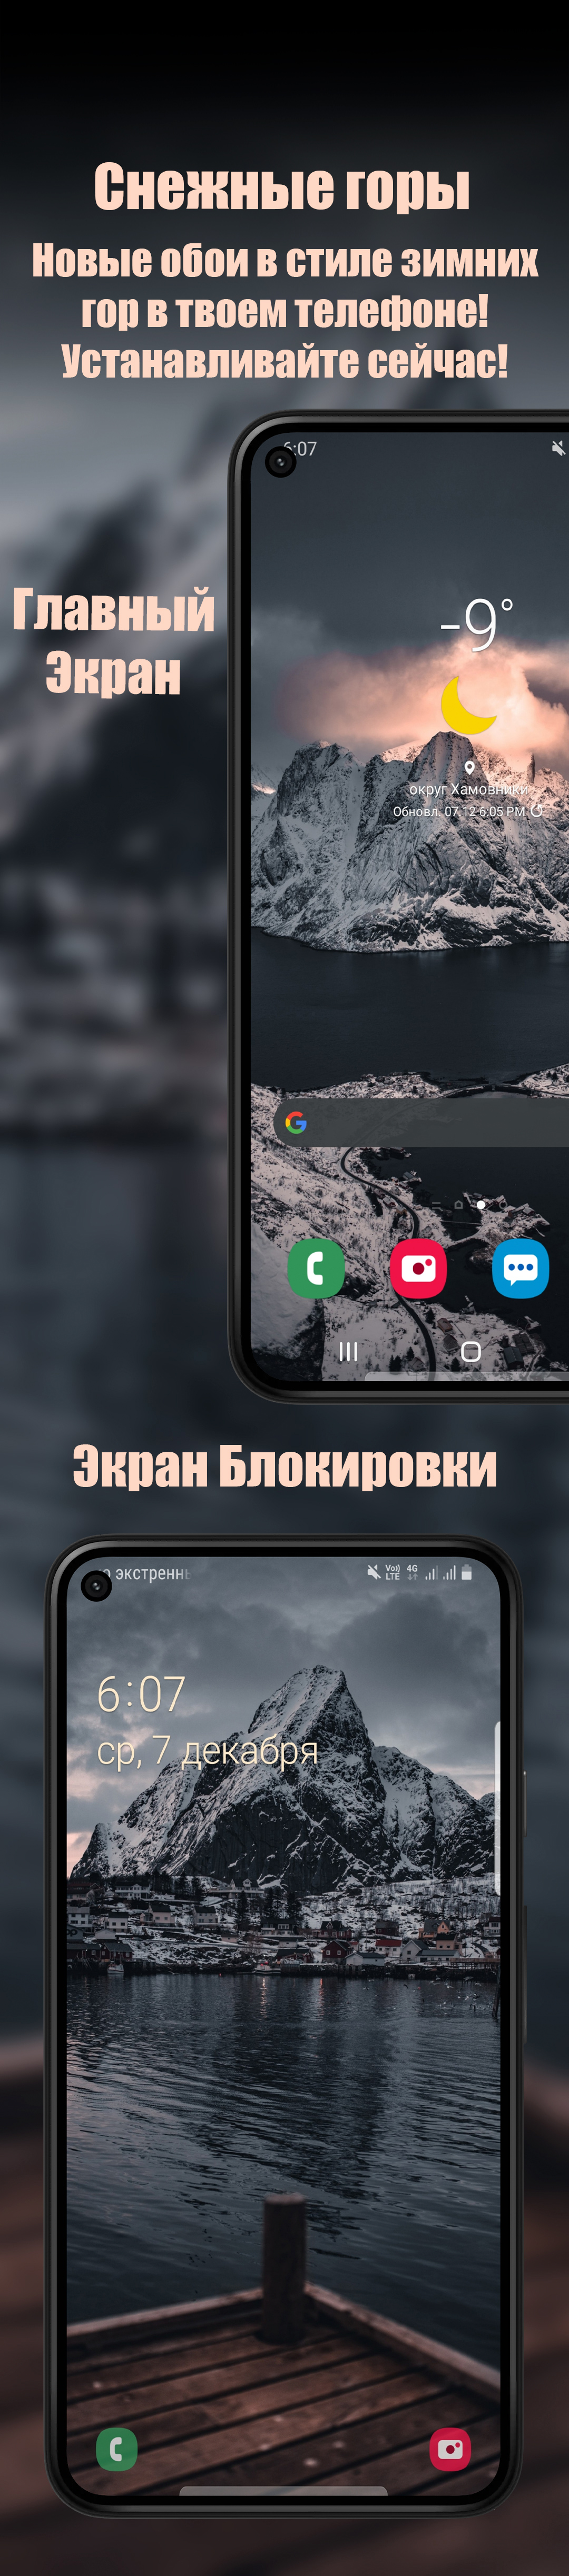 Снежные горы
Новые обои в стиле зимних
гор в твоем телефоне!
Устанавливайте сейчас!
6:07
Главный
Экран
-9°
округ Хамовники
Обновл. 07.12 6:05 PM
G
Экран Блокировки
Vo)) LTE 4G
6:07
ср, 7 декабря